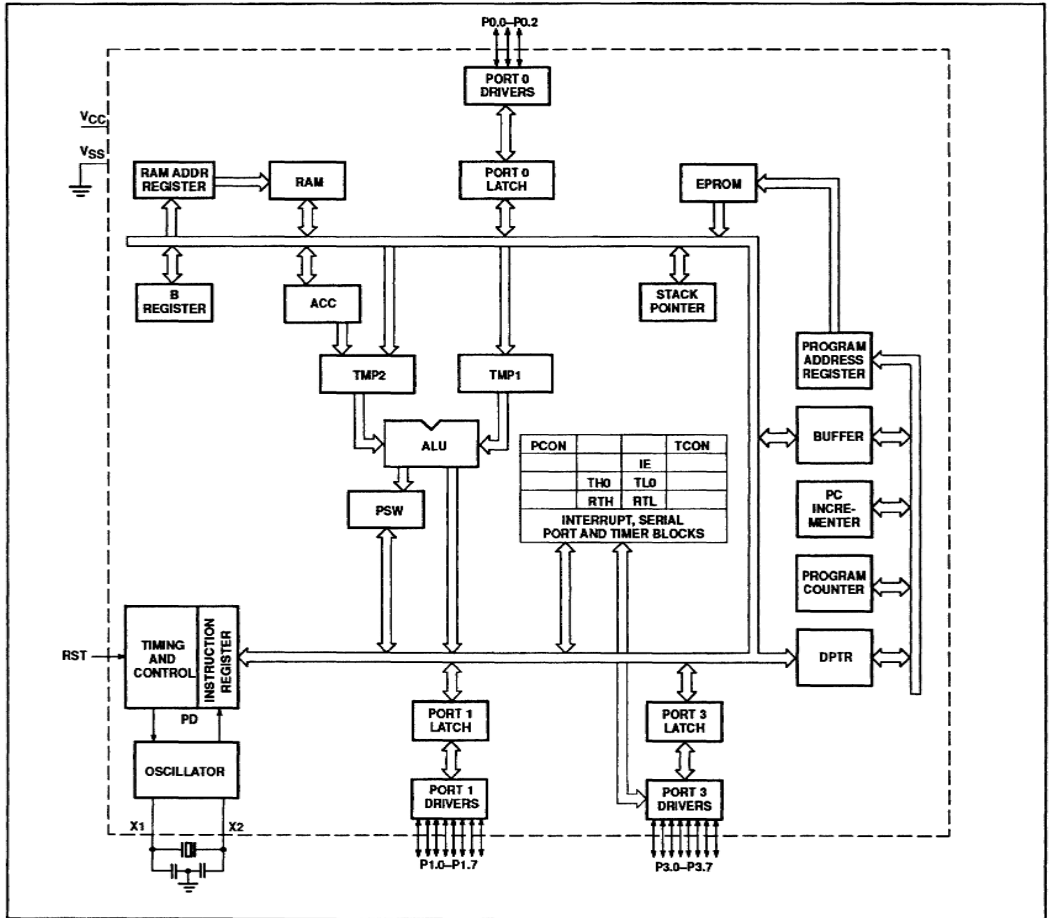 P0.0–P0.2
PORT 0
DRIVERS
VCC
VSS
RAM ADDR
REGISTER
RAM
PORT 0
LATCH
EPROM
B
REGISTER
ACC
STACK
POINTER
PROGRAM
ADDRESS
REGISTER
TMP2
TMP1
ALU
BUFFER
PCON TCON
IE
TH0 TL0
RTH RTL
INTERRUPT, SERIAL
PORT AND TIMER BLOCKS
PSW
PC
INCRE-
MENTER
PROGRAM
COUNTER
RST
TIMING
AND
CONTROL
INSTRUCTION
REGISTER
DPTR
PD
PORT 1
LATCH
PORT 3
LATCH
OSCILLATOR
PORT 1
DRIVERS
PORT 3
DRIVERS
X1 X2
P1.0–P1.7
P3.0–P3.7